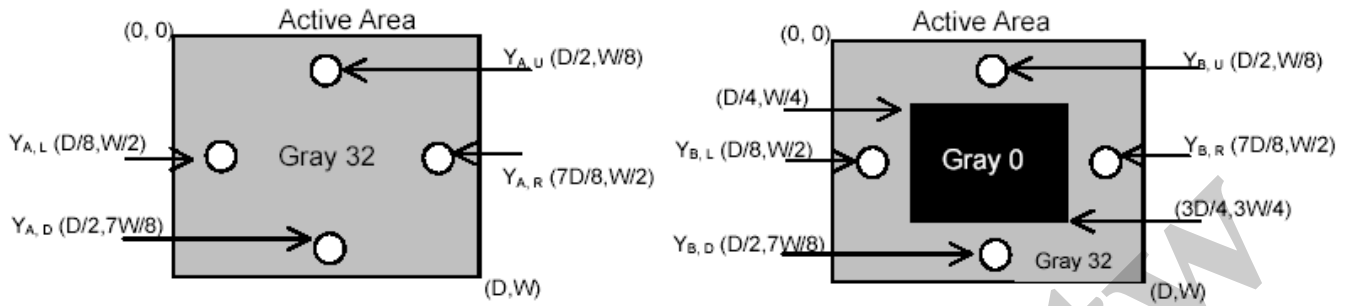 Active Area
(0, 0)
YA, U (D/2,W/8)
YA, L (D/8,W/2)
Gray 32
YA, R (7D/8,W/2)
YA, D (D/2,7W/8)
(D,W)
Active Area
(0, 0)
YB, U (D/2,W/8)
(D/4,W/4)
YB, L (D/8,W/2)
Gray 0
YB, R (7D/8,W/2)
(3D/4,3W/4)
YB, D (D/2,7W/8)
Gray 32
(D,W)